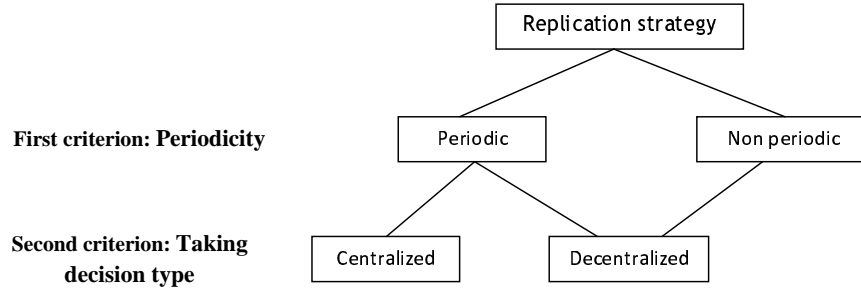 Replication strategy
First criterion: Periodicity
Periodic
Non periodic
Second criterion: Taking
decision type
Centralized
Decentralized